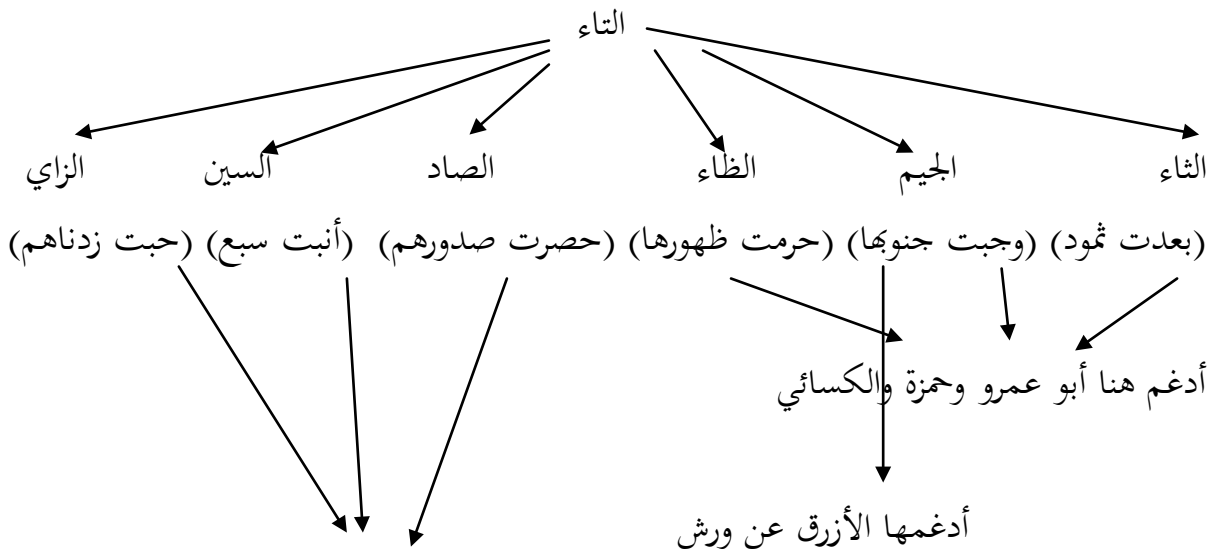 التاء
الثاء الجيم الظاء الصاد السين الزاي
(بعدت ثمود) (وجبت جنوبها) (حرمت ظهورها) (حصرت صدورهم) (أنبت سبع) (حبت زدناهم)
أدغم هنا أبو عمرو وحمزة والكسائي
أدغمها الأزرق عن ورش